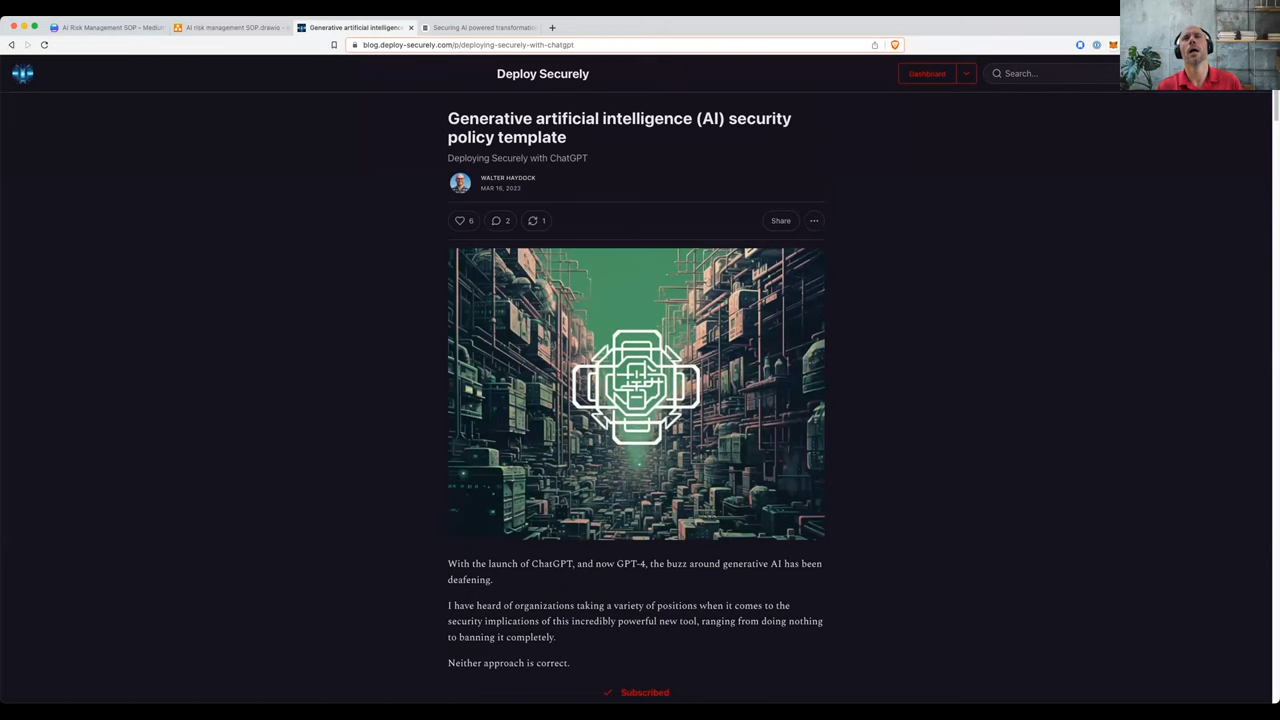 AI Risk Management SOP – Medium
AI risk management SOP.drawio –
Generative artificial intelligence
Securing AI powered transformation
blog.deploy-securely.com/p/deploying-securely-with-chatgpt
Deploy Securely
Dashboard
Search...
Generative artificial intelligence (AI) security
policy template
Deploying Securely with ChatGPT
WALTER HAYDOCK
MAR 16, 2023
6
2
1
Share
With the launch of ChatGPT, and now GPT-4, the buzz around generative AI has been
deafening.
I have heard of organizations taking a variety of positions when it comes to the
security implications of this incredibly powerful new tool, ranging from doing nothing
to banning it completely.
Neither approach is correct.
Subscribed